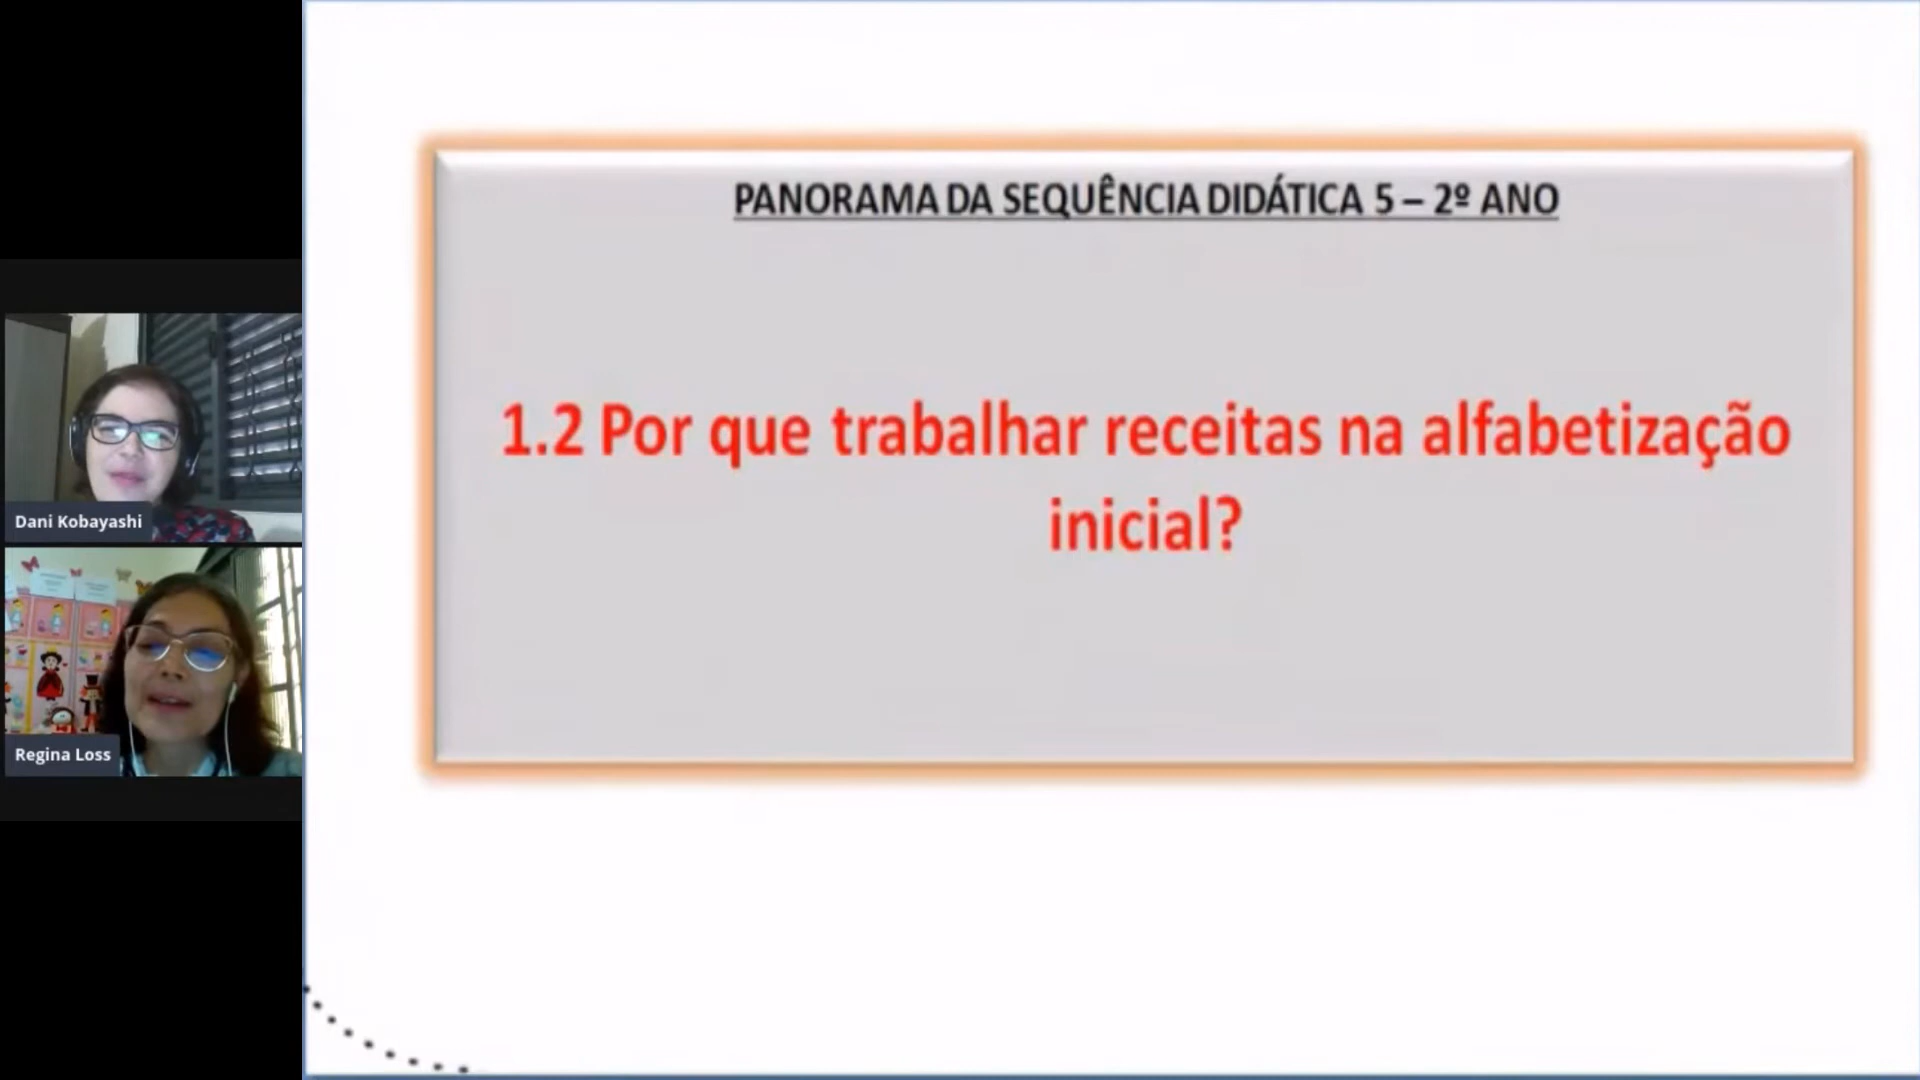 PANORAMA DA SEQUÊNCIA DIDÁTICA 5 – 2º ANO
1.2 Por que trabalhar receitas na alfabetização
inicial?
Dani Kobayashi
Regina Loss